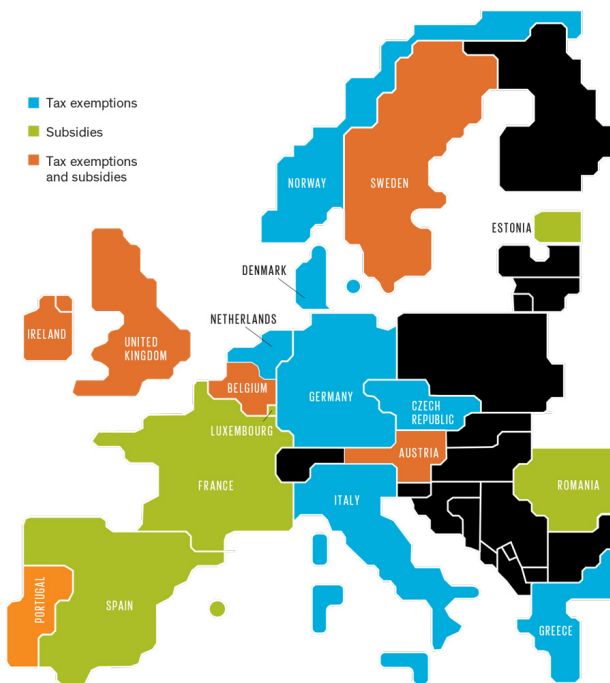 Tax exemptions
Subsidies
Tax exemptions
and subsidies
NORWAY
SWEDEN
ESTONIA
DENMARK
NETHERLANDS
IRELAND
UNITED
KINGDOM
BELGIUM
GERMANY
CZECH
REPUBLIC
LUXEMBOURG
AUSTRIA
FRANCE
ITALY
ROMANIA
PORTUGAL
SPAIN
GREECE